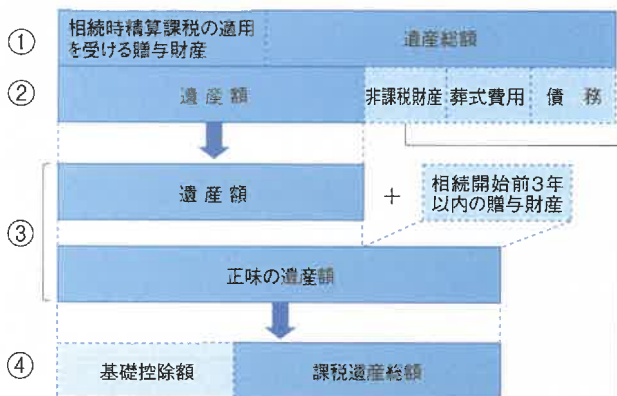 ①
相続時精算課税の適用
を受ける贈与財産
遺産総額
②
遺産額
非課税財産
葬式費用
債務
③
遺産額
+
相続開始前3年
以内の贈与財産
正味の遺産額
④
基礎控除額
課税遺産総額